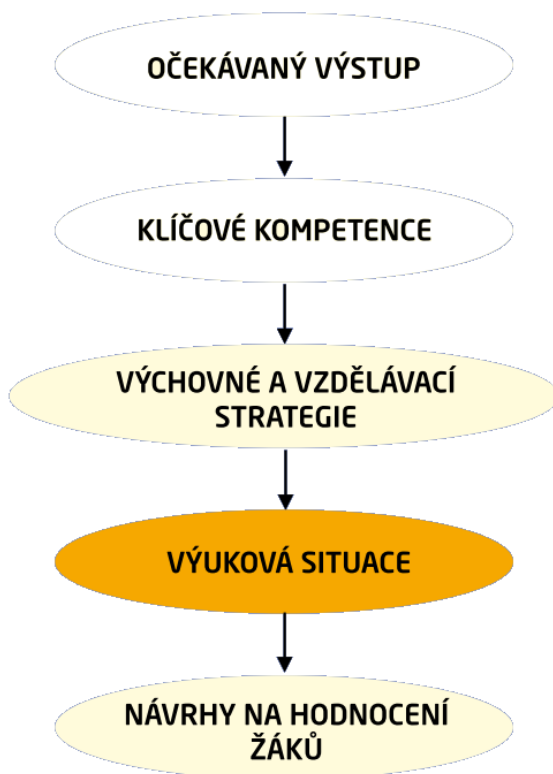 OČEKÁVANÝ VÝSTUP
KLÍČOVÉ KOMPETENCE
VÝCHOVNÉ A VZDĚLÁVACÍ
STRATEGIE
VÝUKOVÁ SITUACE
NÁVRHY NA HODNOCENÍ
ŽÁKŮ